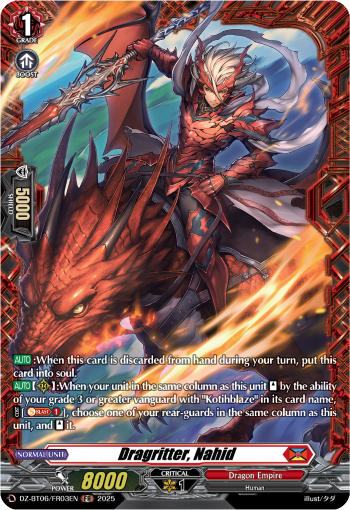 1
GRADE
BOOST
5000
SHIELD
AUTO:When this card is discarded from hand during your turn, put this
card into soul.
AUTO【(R)】:When your unit in the same column as this unit by the ability
of your grade 3 or greater vanguard with "Kotihblaze" in its card name,
[S-BLAST 1], choose one of your rear-guards in the same column as this
unit, and it.
NORMAL UNIT
Dragritter, Nahid
POWER 8000
CRITICAL
1
Dragon Empire
Human
DZ-BT06/FR03EN FR 2025
illust/タダ